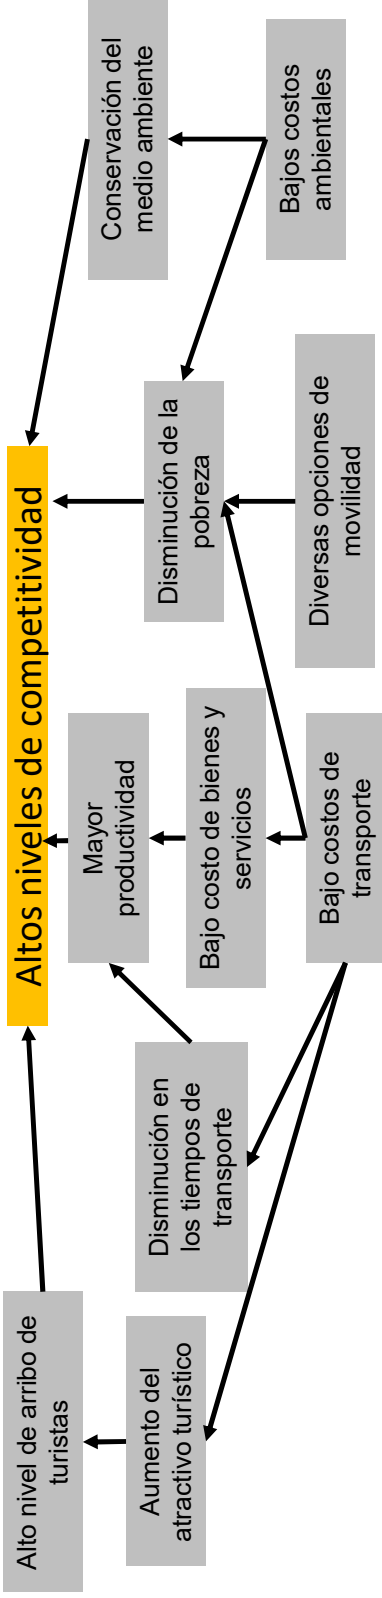 Altos niveles de competitividad
Alto nivel de arribo de
turistas
Mayor
productividad
Conservación del
medio ambiente
Aumento del
atractivo turístico
Disminución en
los tiempos de
transporte
Bajo costo de bienes y
servicios
Disminución de la
pobreza
Bajo costos de
transporte
Diversas opciones de
movilidad
Bajos costos
ambientales